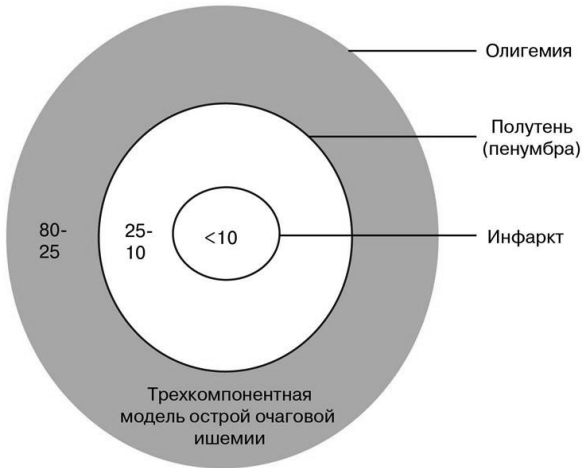 Олигемия
Полутень
(пенумбра)
80-
25
25-
10
<10
Инфаркт
Трехкомпонентная
модель острой очаговой
ишемии